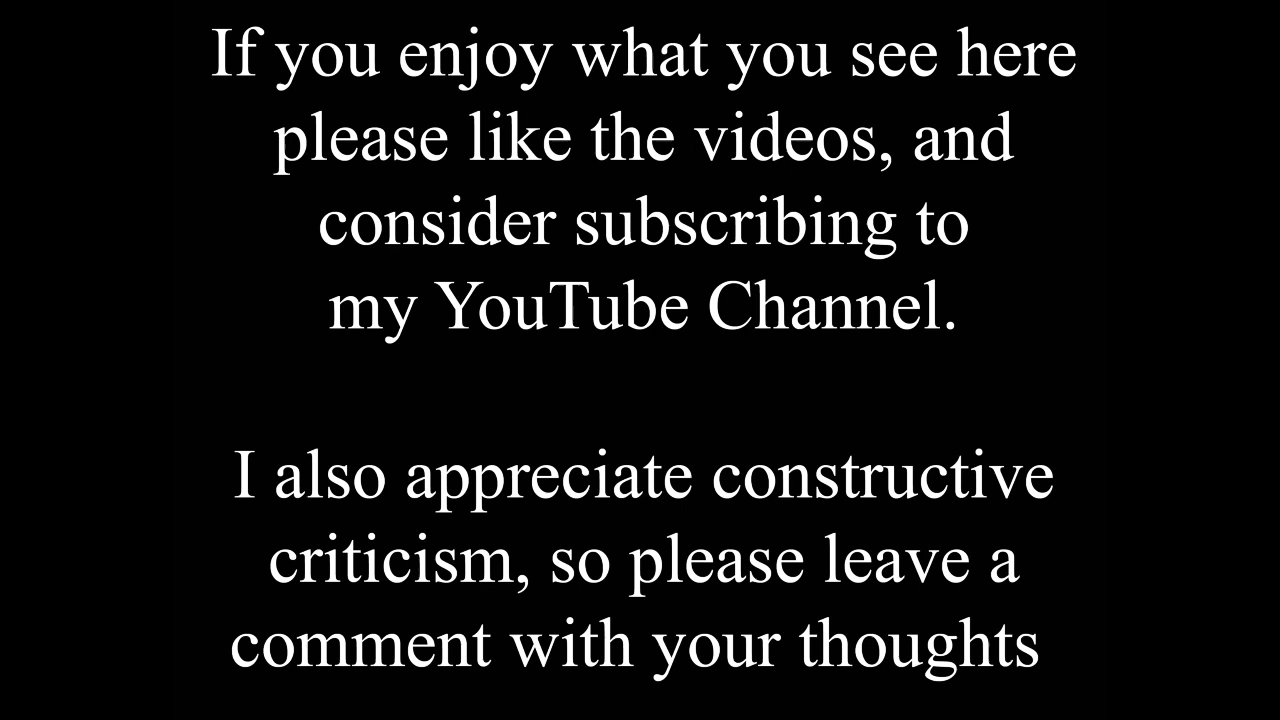 If you enjoy what you see here
please like the videos, and
consider subscribing to
my YouTube Channel.
I also appreciate constructive
criticism, so please leave a
comment with your thoughts